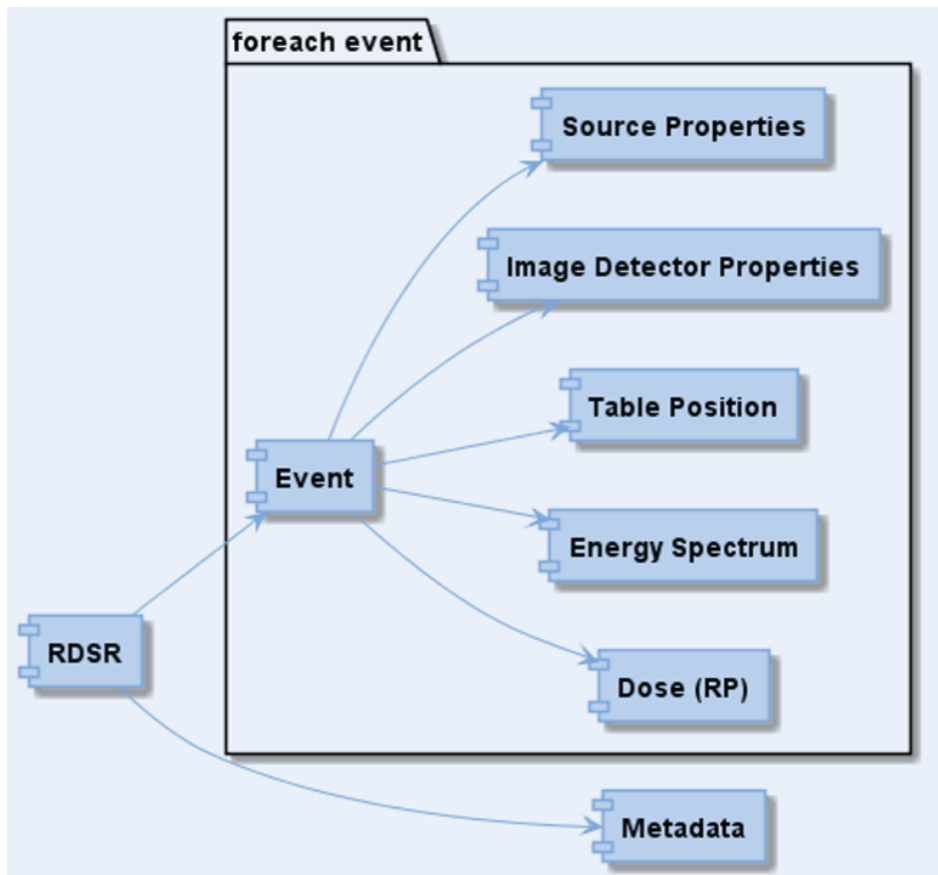 foreach event
Source Properties
Image Detector Properties
Table Position
Event
Energy Spectrum
RDSR
Dose (RP)
Metadata